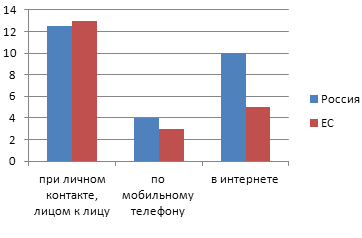 14
12
10
8
6
4
2
0
при личном
контакте,
лицом к лицу
по
мобильному
телефону
в интернете
Россия
ЕС